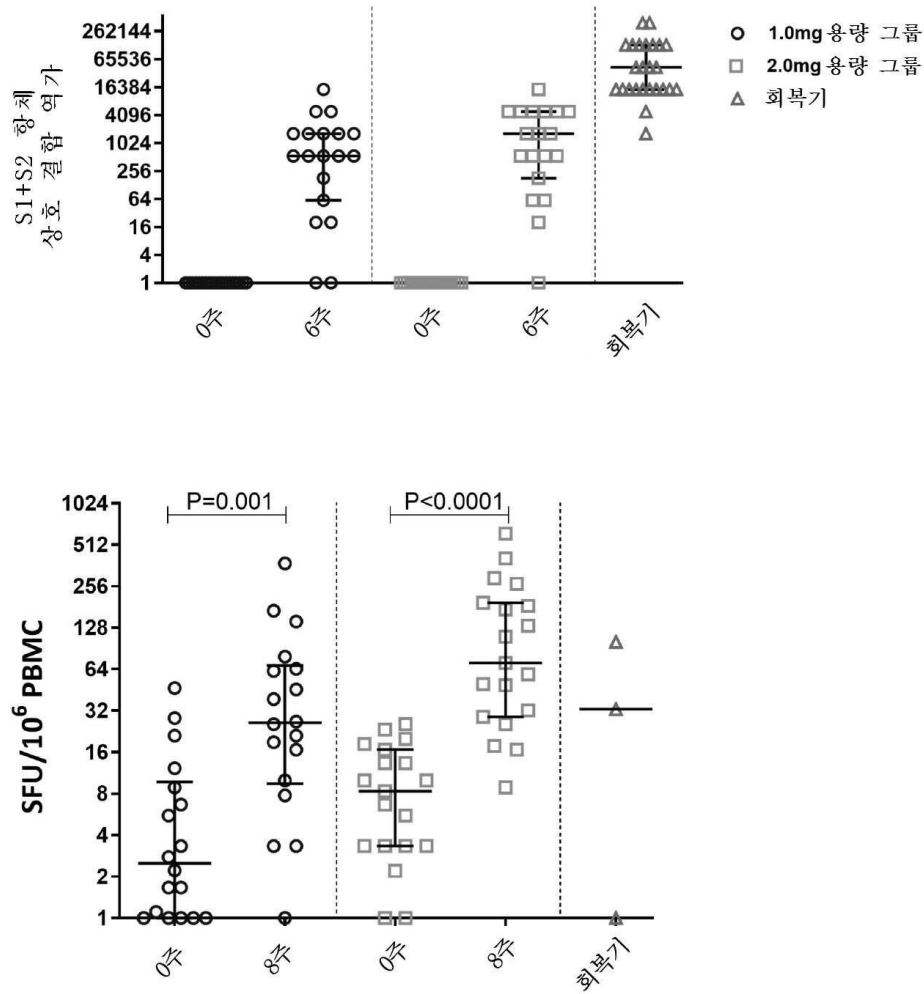 S1+S2 항체
상호 결합 역가
262144
65536
16384
4096
1024
256
64
16
4
1
0주
6주
0주
6주
회복기
1.0mg 용량 그룹
2.0mg 용량 그룹
회복기
SFU/10⁶ PBMC
1024
512
256
128
64
32
16
8
4
2
1
P=0.001
P<0.0001
0주
8주
0주
8주
회복기